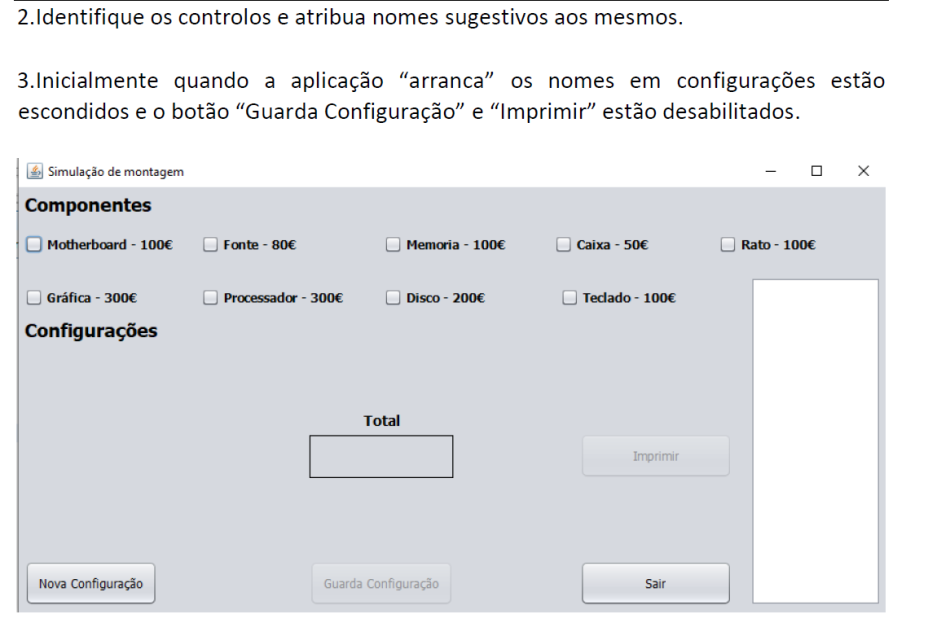 2.Identifique os controlos e atribua nomes sugestivos aos mesmos.
3.Inicialmente quando a aplicação “arranca” os nomes em configurações estão
escondidos e o botão “Guarda Configuração” e “Imprimir” estão desabilitados.
Simulação de montagem
Componentes
Motherboard - 100€ Fonte - 80€ Memoria - 100€ Caixa - 50€ Rato - 100€
Gráfica - 300€ Processador - 300€ Disco - 200€ Teclado - 100€
Configurações
Total
Imprimir
Nova Configuração Guarda Configuração Sair